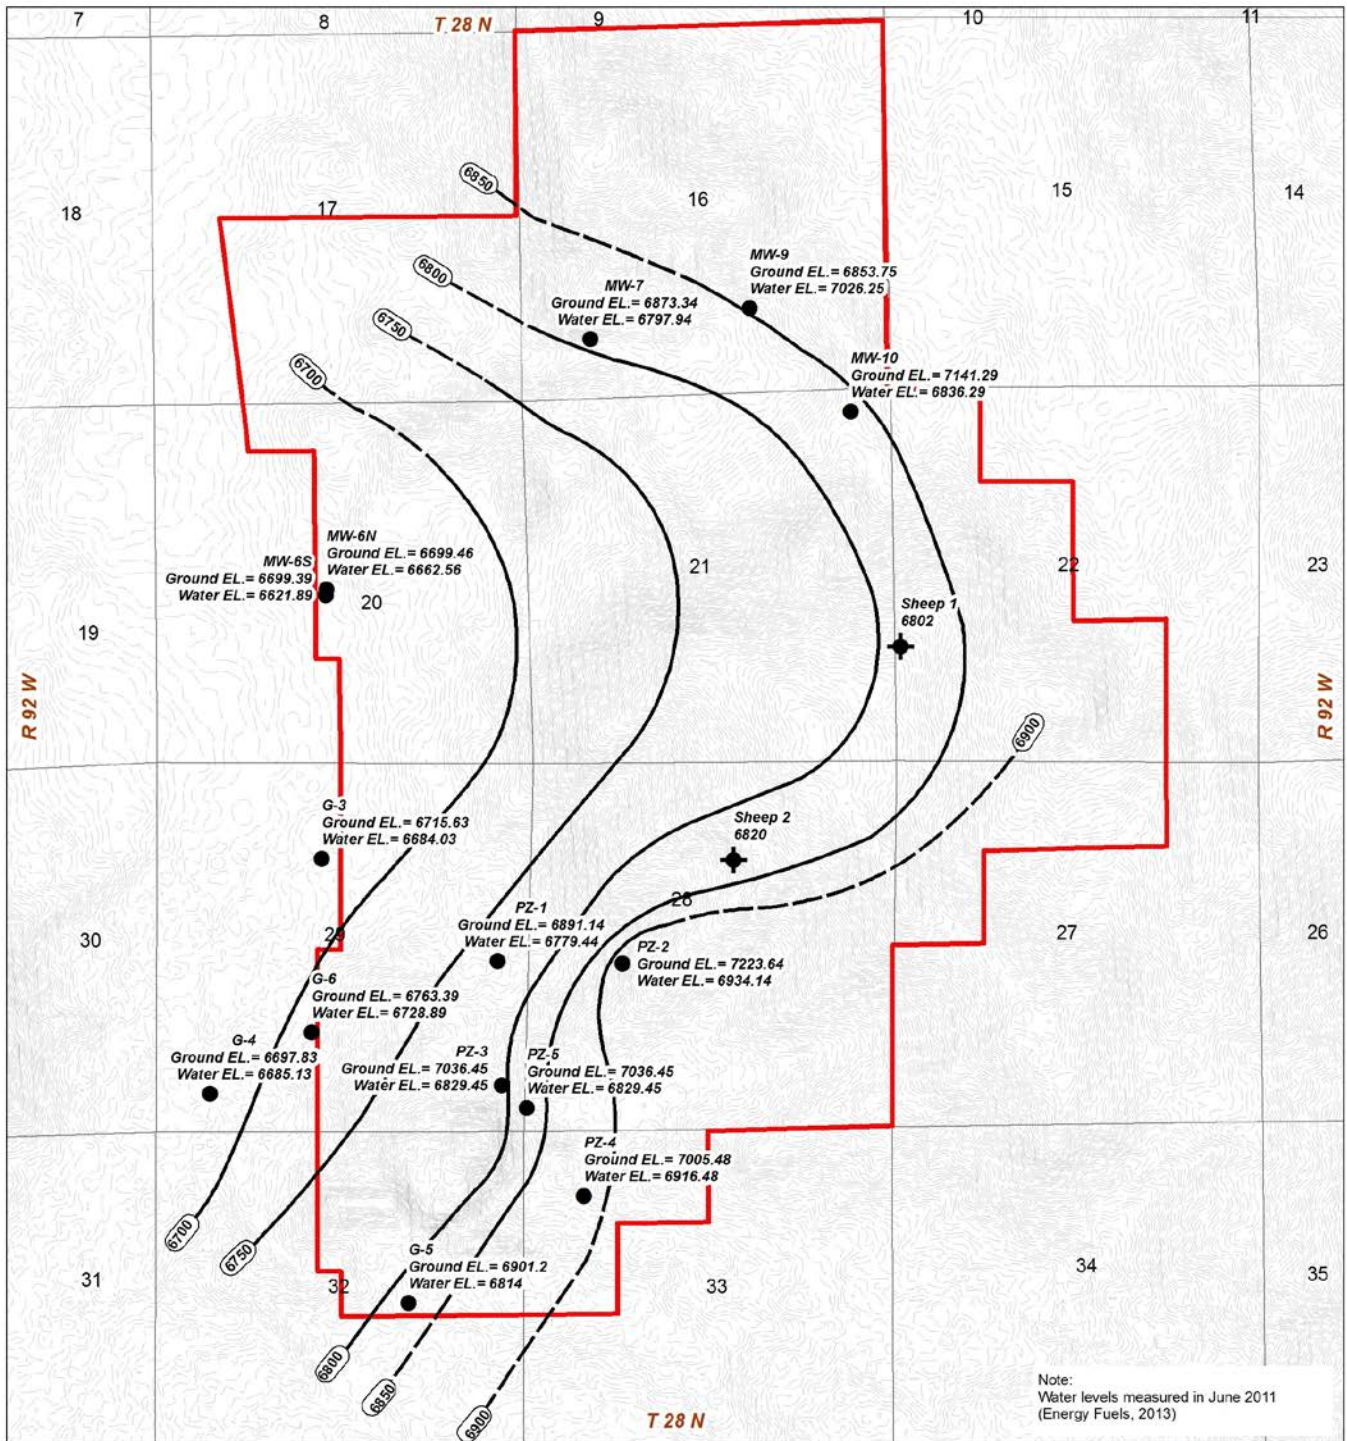 7
8
T 28 N
9
10
11
6850
18
17
16
15
14
6800
MW-9
Ground EL.= 6853.75
Water EL.= 7026.25
MW-7
Ground EL.= 6873.34
Water EL.= 6797.94
6750
6700
MW-10
Ground EL. = 7141.29
Water EL.= 6836.29
MW-6N
Ground EL.= 6699.46
Water EL.= 6662.56
MW-6S
Ground EL.= 6699.39
Water EL.= 6621.89
20
21
22
23
19
Sheep 1
6802
R 92 W
R 92 W
6900
G-3
Ground EL.= 6715.63
Water EL.= 6684.03
Sheep 2
6820
28
PZ-1
Ground EL.= 6891.14
Water EL.= 6779.44
30
29
27
26
PZ-2
Ground EL.= 7223.64
Water EL.= 6934.14
G-6
Ground EL.= 6763.39
Water EL.= 6728.89
G-4
Ground EL.= 6697.83
Water EL.= 6685.13
PZ-3
Ground EL.= 7036.45
Water EL.= 6829.45
PZ-5
Ground EL.= 7036.45
Water EL.= 6829.45
PZ-4
Ground EL.= 7005.48
Water EL.= 6916.48
6700
6750
G-5
Ground EL.= 6901.2
Water EL.= 6814
31
32
33
34
35
6800
6850
6900
T 28 N
Note:
Water levels measured in June 2011
(Energy Fuels, 2013)